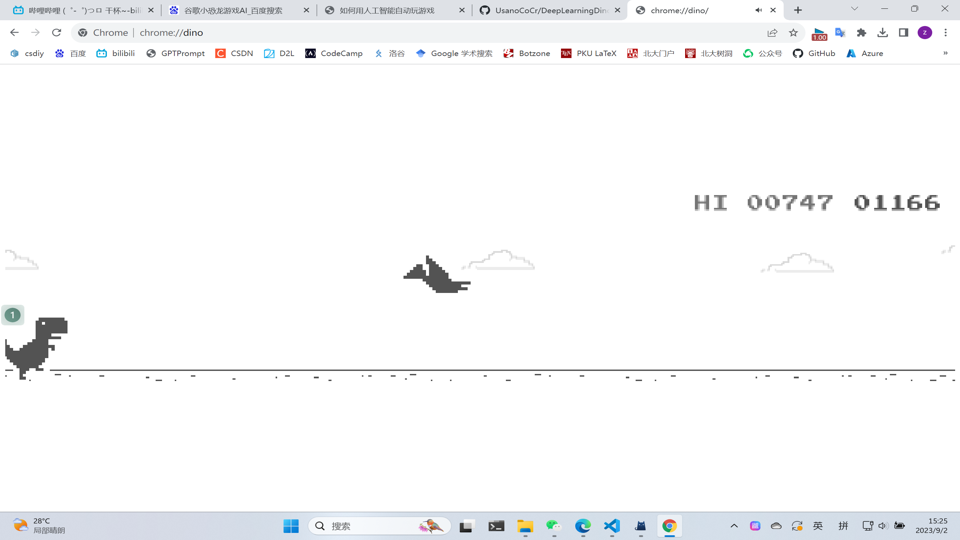 哔哩哔哩 (゜-゜)つロ 干杯~-bili
谷歌小恐龙游戏AI_百度搜索
如何用人工智能自动玩游戏
UsanoCoCr/DeepLearningDin
chrome://dino/
Chrome | chrome://dino
1.00
z
csdiy
百度
bilibili
GPTPrompt
CSDN
D2L
CodeCamp
洛谷
Google 学术搜索
Botzone
PKU LaTeX
北大门户
北大树洞
公众号
GitHub
Azure
»
HI 00747 01166
1
28°C
局部晴朗
搜索
英
拼
15:25
2023/9/2